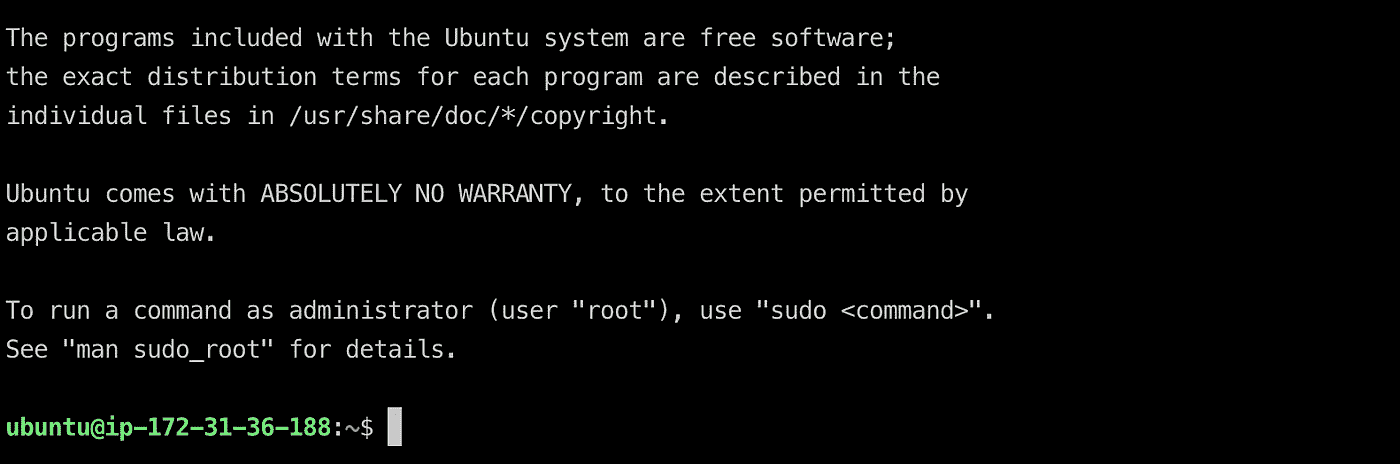 The programs included with the Ubuntu system are free software;
the exact distribution terms for each program are described in the
individual files in /usr/share/doc/*/copyright.
Ubuntu comes with ABSOLUTELY NO WARRANTY, to the extent permitted by
applicable law.
To run a command as administrator (user "root"), use "sudo <command>".
See "man sudo_root" for details.
ubuntu@ip-172-31-36-188:~$